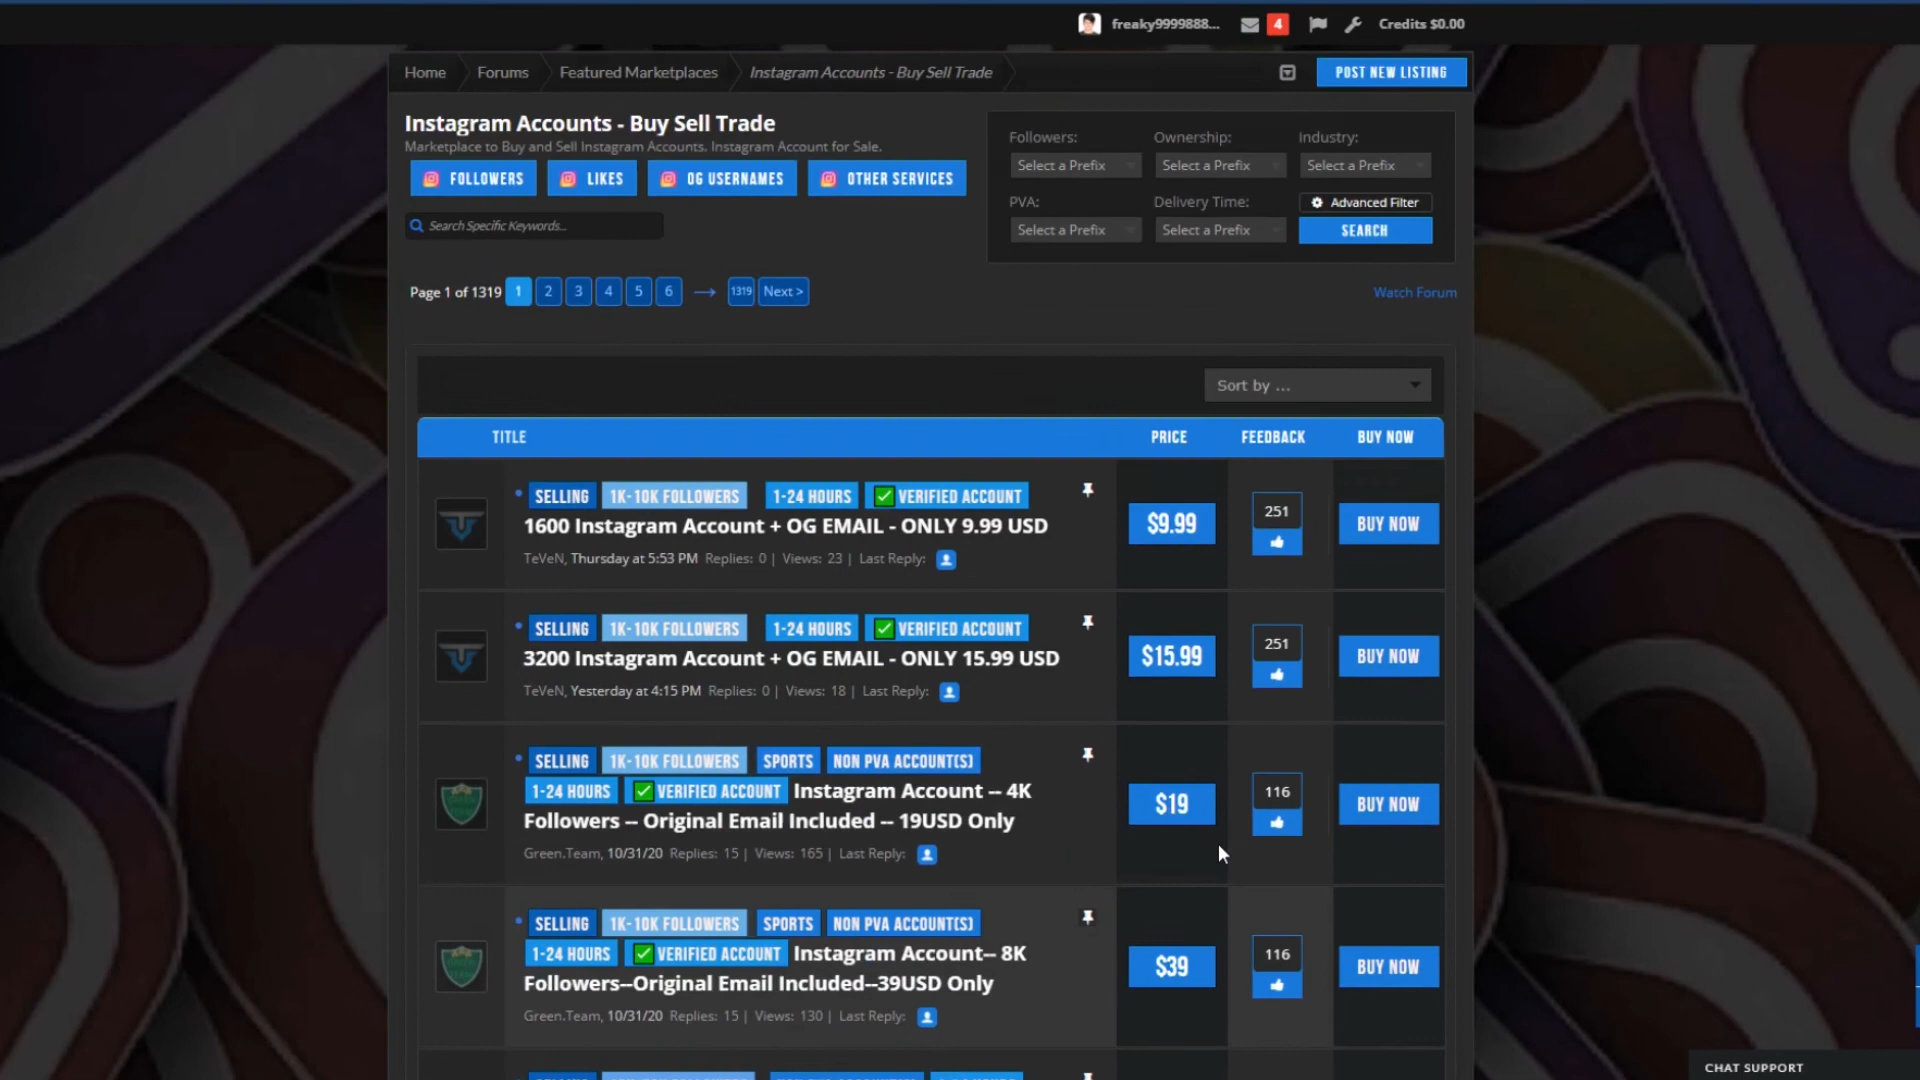 freaky9999888... 4 Credits $0.00
Home Forums Featured Marketplaces Instagram Accounts - Buy Sell Trade POST NEW LISTING
Instagram Accounts - Buy Sell Trade
Marketplace to Buy and Sell Instagram Accounts. Instagram Account for Sale.
FOLLOWERS LIKES OG USERNAMES OTHER SERVICES
Search Specific Keywords...
Followers: Ownership: Industry:
Select a Prefix Select a Prefix Select a Prefix
PVA: Delivery Time: Advanced Filter
Select a Prefix Select a Prefix SEARCH
Page 1 of 1319 1 2 3 4 5 6 → 1319 Next >
Watch Forum
Sort by ...
TITLE PRICE FEEDBACK BUY NOW
SELLING 1K-10K FOLLOWERS 1-24 HOURS VERIFIED ACCOUNT
1600 Instagram Account + OG EMAIL - ONLY 9.99 USD
TeVeN, Thursday at 5:53 PM Replies: 0 | Views: 23 | Last Reply:
$9.99 251 BUY NOW
SELLING 1K-10K FOLLOWERS 1-24 HOURS VERIFIED ACCOUNT
3200 Instagram Account + OG EMAIL - ONLY 15.99 USD
TeVeN, Yesterday at 4:15 PM Replies: 0 | Views: 18 | Last Reply:
$15.99 251 BUY NOW
SELLING 1K-10K FOLLOWERS SPORTS NON PVA ACCOUNT(S)
1-24 HOURS VERIFIED ACCOUNT Instagram Account -- 4K
Followers -- Original Email Included -- 19USD Only
Green.Team, 10/31/20 Replies: 15 | Views: 165 | Last Reply:
$19 116 BUY NOW
SELLING 1K-10K FOLLOWERS SPORTS NON PVA ACCOUNT(S)
1-24 HOURS VERIFIED ACCOUNT Instagram Account-- 8K
Followers--Original Email Included--39USD Only
Green.Team, 10/31/20 Replies: 15 | Views: 130 | Last Reply:
$39 116 BUY NOW
CHAT SUPPORT